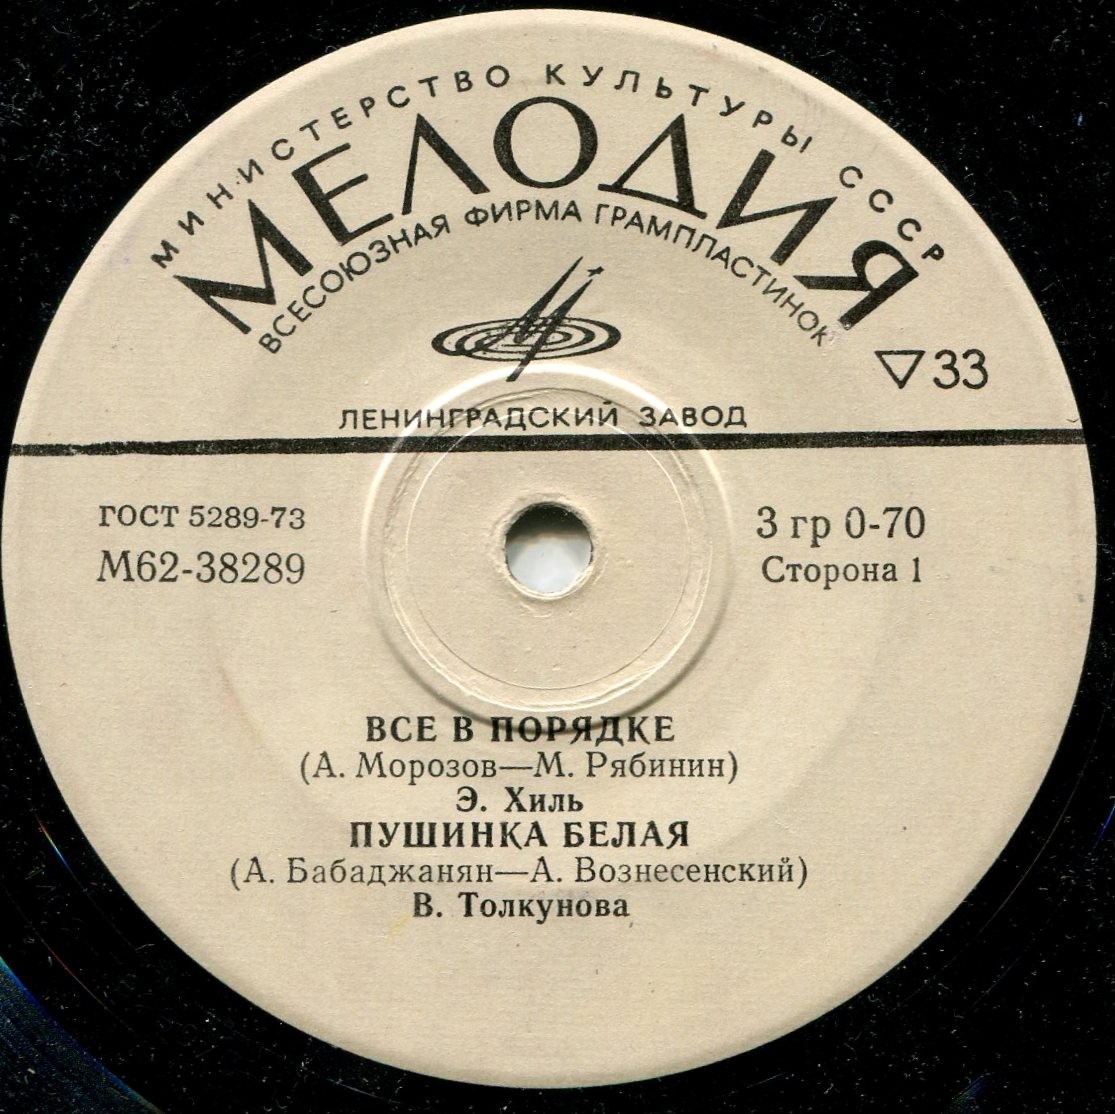 МИНИСТЕРСТВО КУЛЬТУРЫ СССР
МЕЛОДИЯ
ВСЕСОЮЗНАЯ ФИРМА ГРАМПЛАСТИНОК
33
ЛЕНИНГРАДСКИЙ ЗАВОД
ГОСТ 5289-73
М62-38289
3 гр 0-70
Сторона 1
ВСЕ В ПОРЯДКЕ
(А. Морозов—М. Рябинин)
Э. Хиль
ПУШИНКА БЕЛАЯ
(А. Бабаджанян—А. Вознесенский)
В. Толкунова